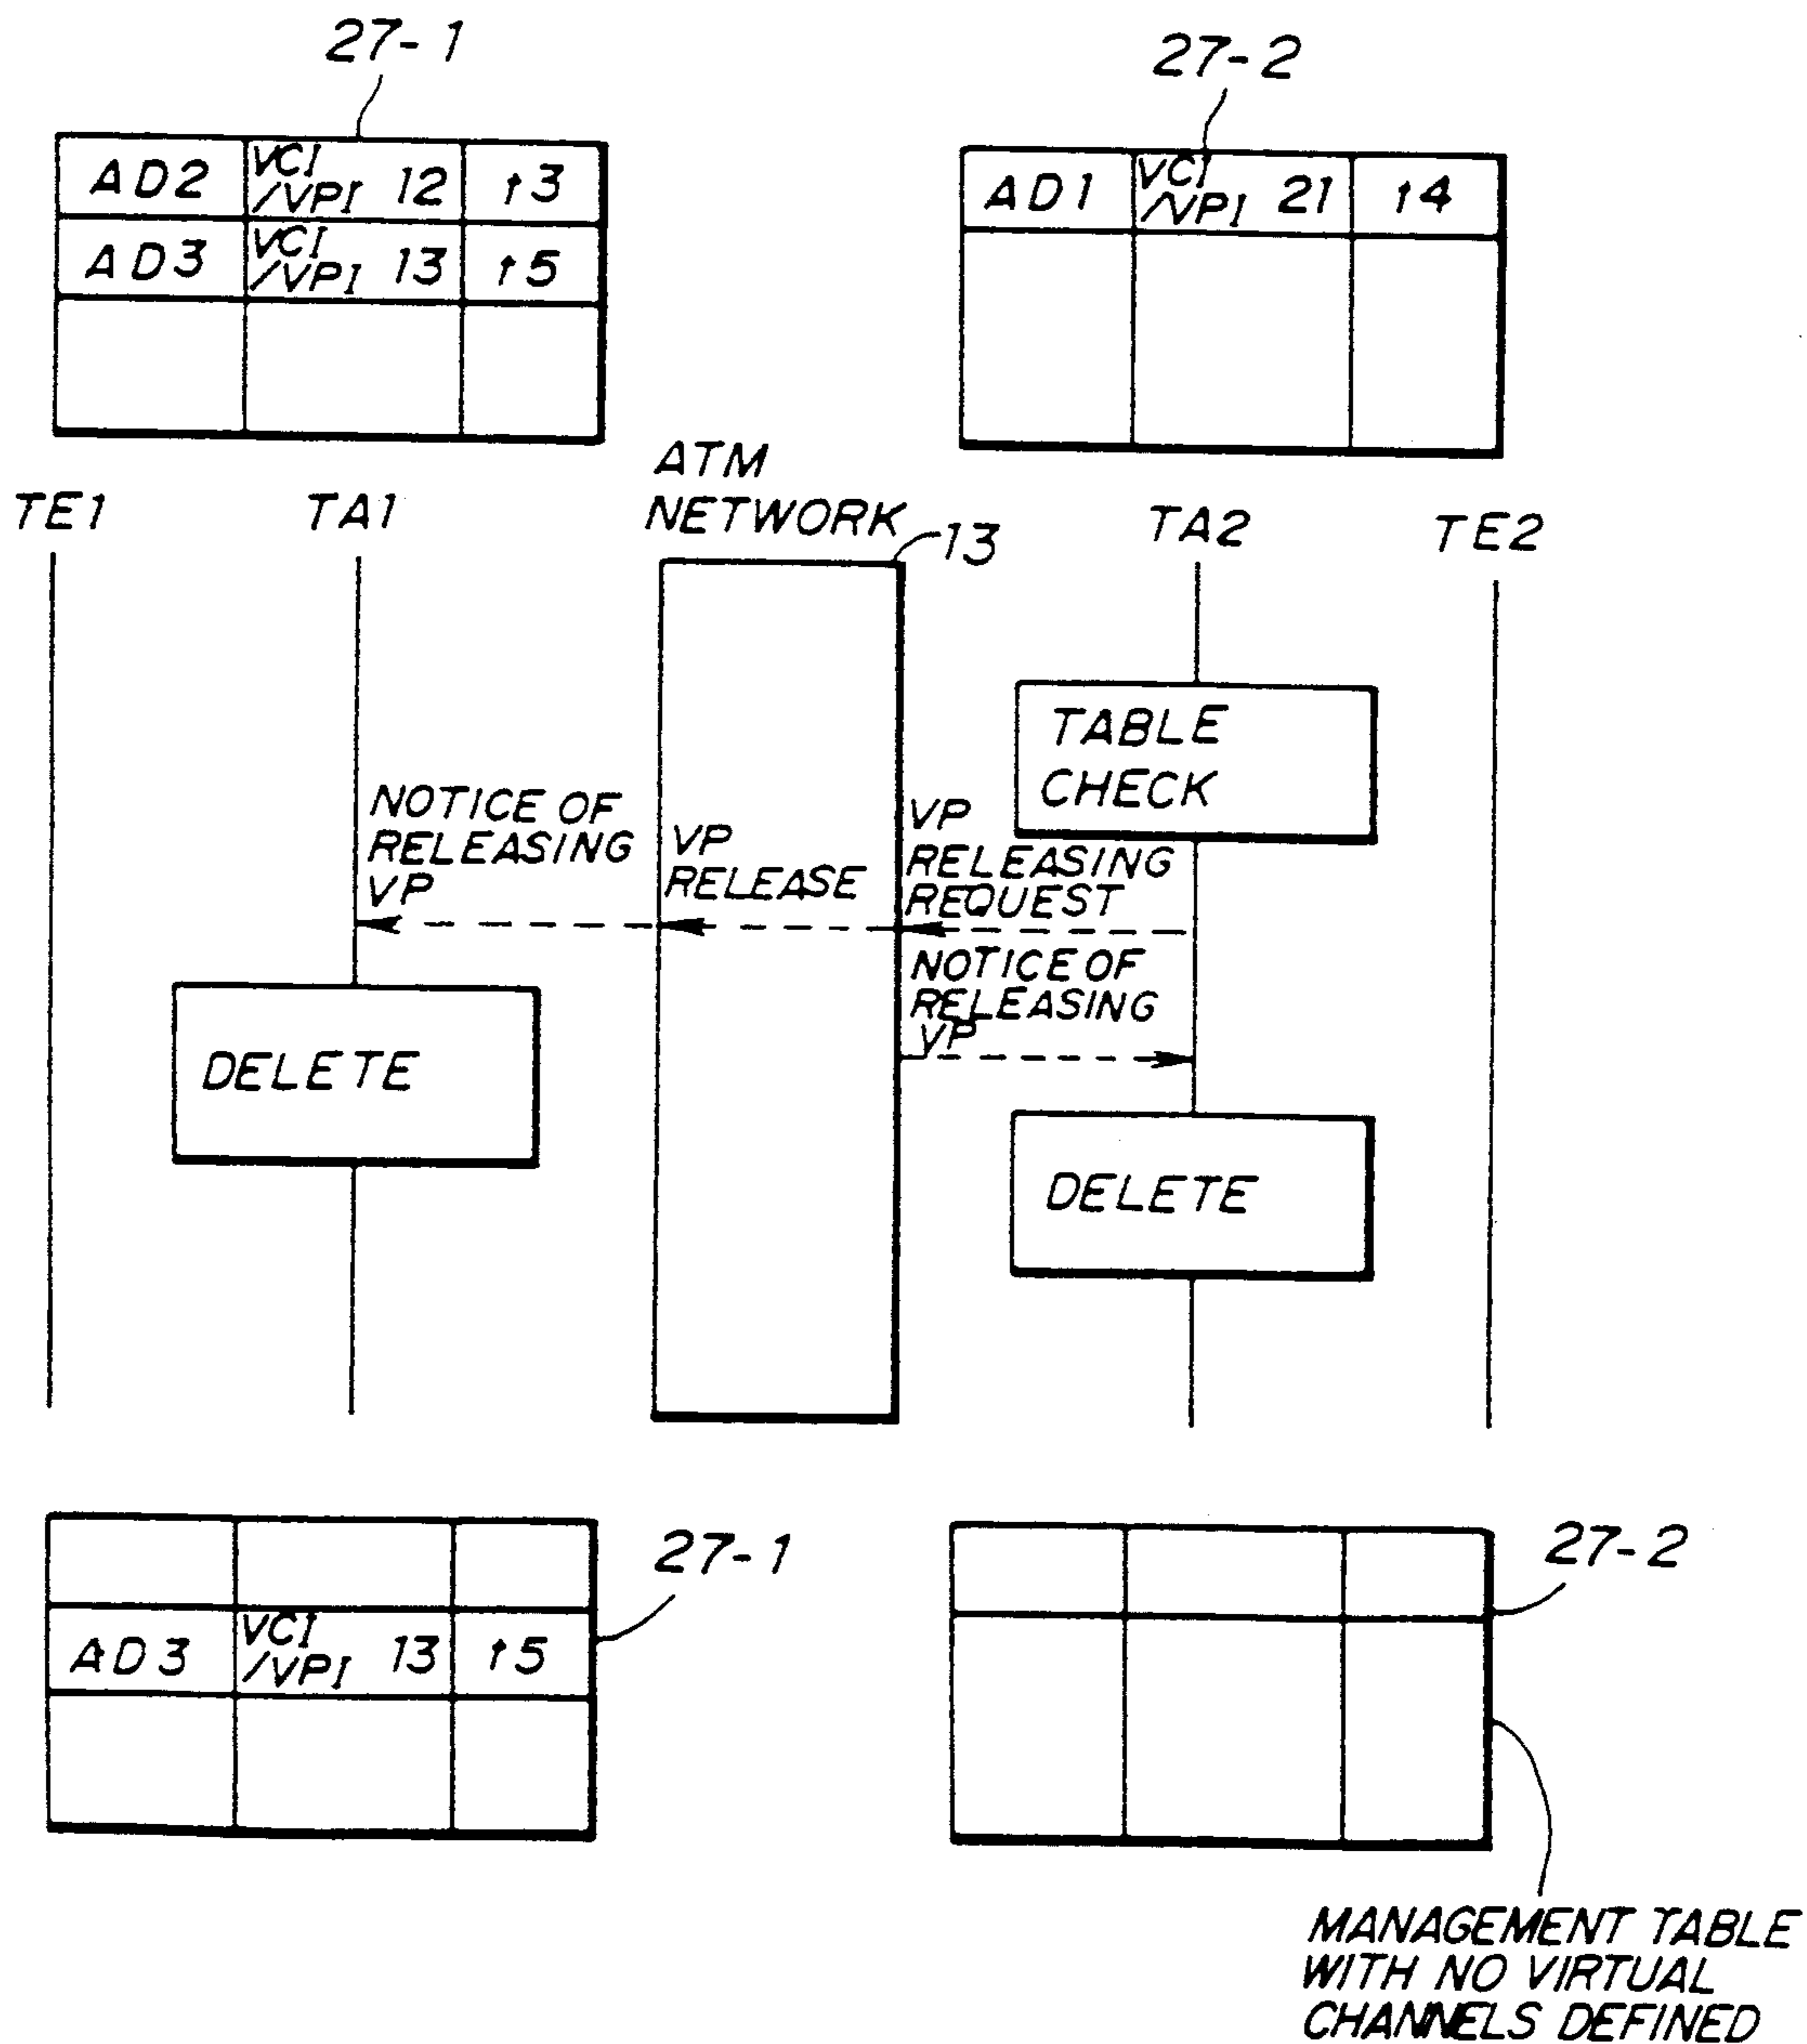 27-1
27-2
AD2 VCI /VPI 12 t3
AD3 VCI /VPI 13 t5
AD1 VCI /VPI 21 t4
TE1
TA1
ATM
NETWORK
13
TA2
TE2
TABLE
CHECK
NOTICE OF
RELEASING
VP
VP
RELEASE
VP
RELEASING
REQUEST
NOTICE OF
RELEASING
VP
DELETE
DELETE
27-1
27-2
AD3 VCI /VPI 13 t5
MANAGEMENT TABLE
WITH NO VIRTUAL
CHANNELS DEFINED